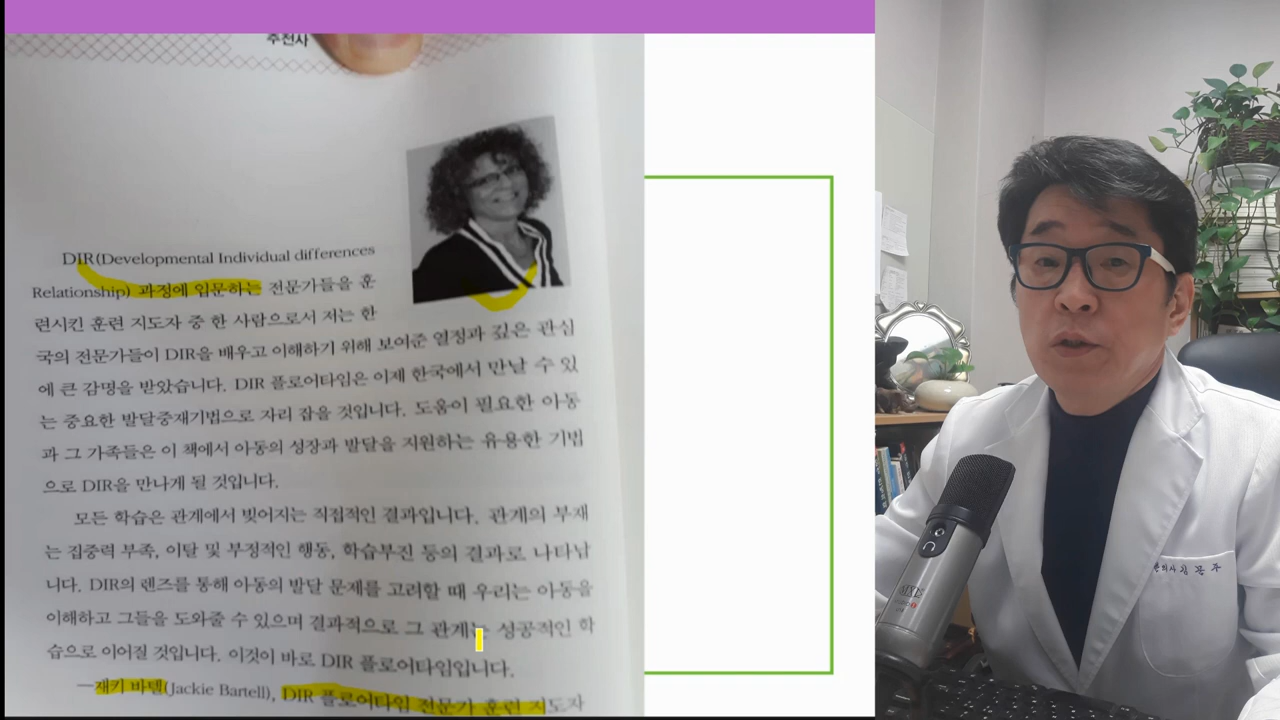 추천사
DIR(Developmental Individual differences
Relationship) 과정에 입문하는 전문가들을 훈
련시킨 훈련 지도자 중 한 사람으로서 저는 한
국의 전문가들이 DIR을 배우고 이해하기 위해 보여준 열정과 깊은 관심
에 큰 감명을 받았습니다. DIR 플로어타임은 이제 한국에서 만날 수 있
는 중요한 발달중재기법으로 자리 잡을 것입니다. 도움이 필요한 아동
과 그 가족들은 이 책에서 아동의 성장과 발달을 지원하는 유용한 기법
으로 DIR을 만나게 될 것입니다.
모든 학습은 관계에서 빚어지는 직접적인 결과입니다. 관계의 부재
는 집중력 부족, 이탈 및 부정적인 행동, 학습부진 등의 결과로 나타납
니다. DIR의 렌즈를 통해 아동의 발달 문제를 고려할 때 우리는 아동을
이해하고 그들을 도와줄 수 있으며 결과적으로 그 관계는 성공적인 학
습으로 이어질 것입니다. 이것이 바로 DIR 플로어타임입니다.
—재키 바텔(Jackie Bartell), DIR 플로어타임 전문가 훈련 지도자
MXL